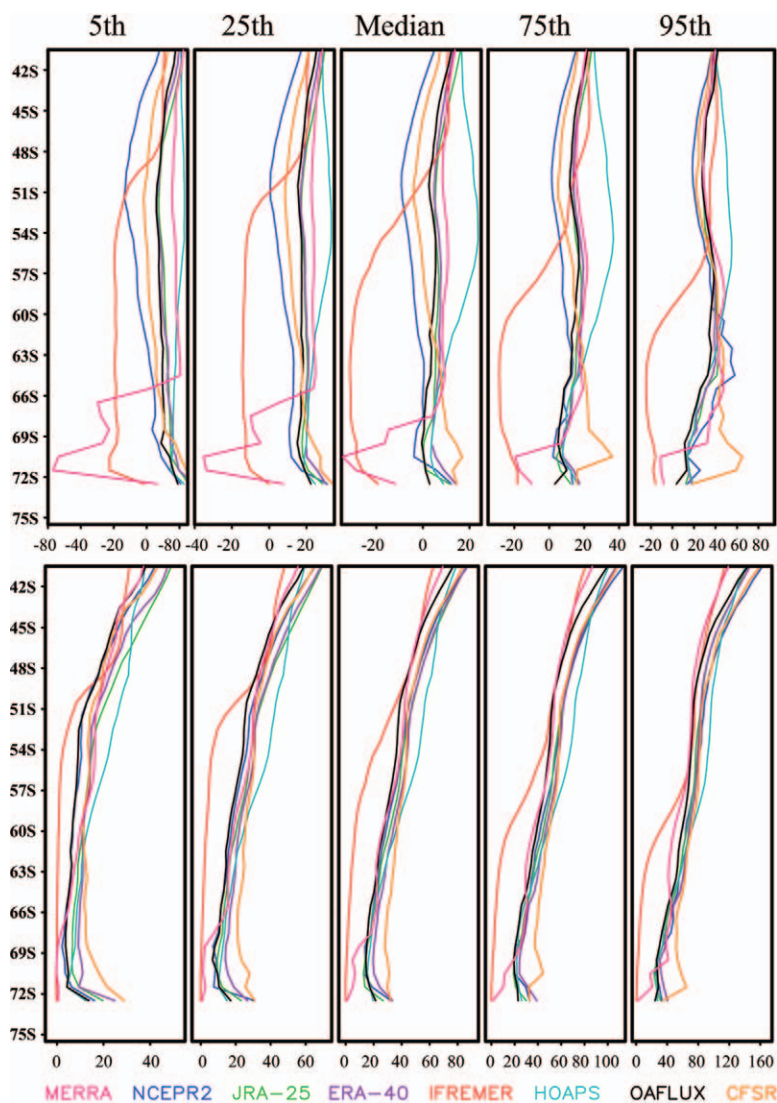 5th 25th Median 75th 95th
42S
45S
48S
51S
54S
57S
60S
63S
66S
69S
72S
75S
-80 -40 0 -80 -20 0 -20 -20 0 20 -20 0 20 40 -40 -20 0 20 40 60 80
42S
45S
48S
51S
54S
57S
60S
63S
66S
69S
72S
75S
0 20 40 0 20 40 60 0 20 40 60 80 0 20 40 60 80 100 0 40 80 120 160
MERRA NCEPR2 JRA-25 ERA-40 IFREMER HOAPS OAFLUX CFSR